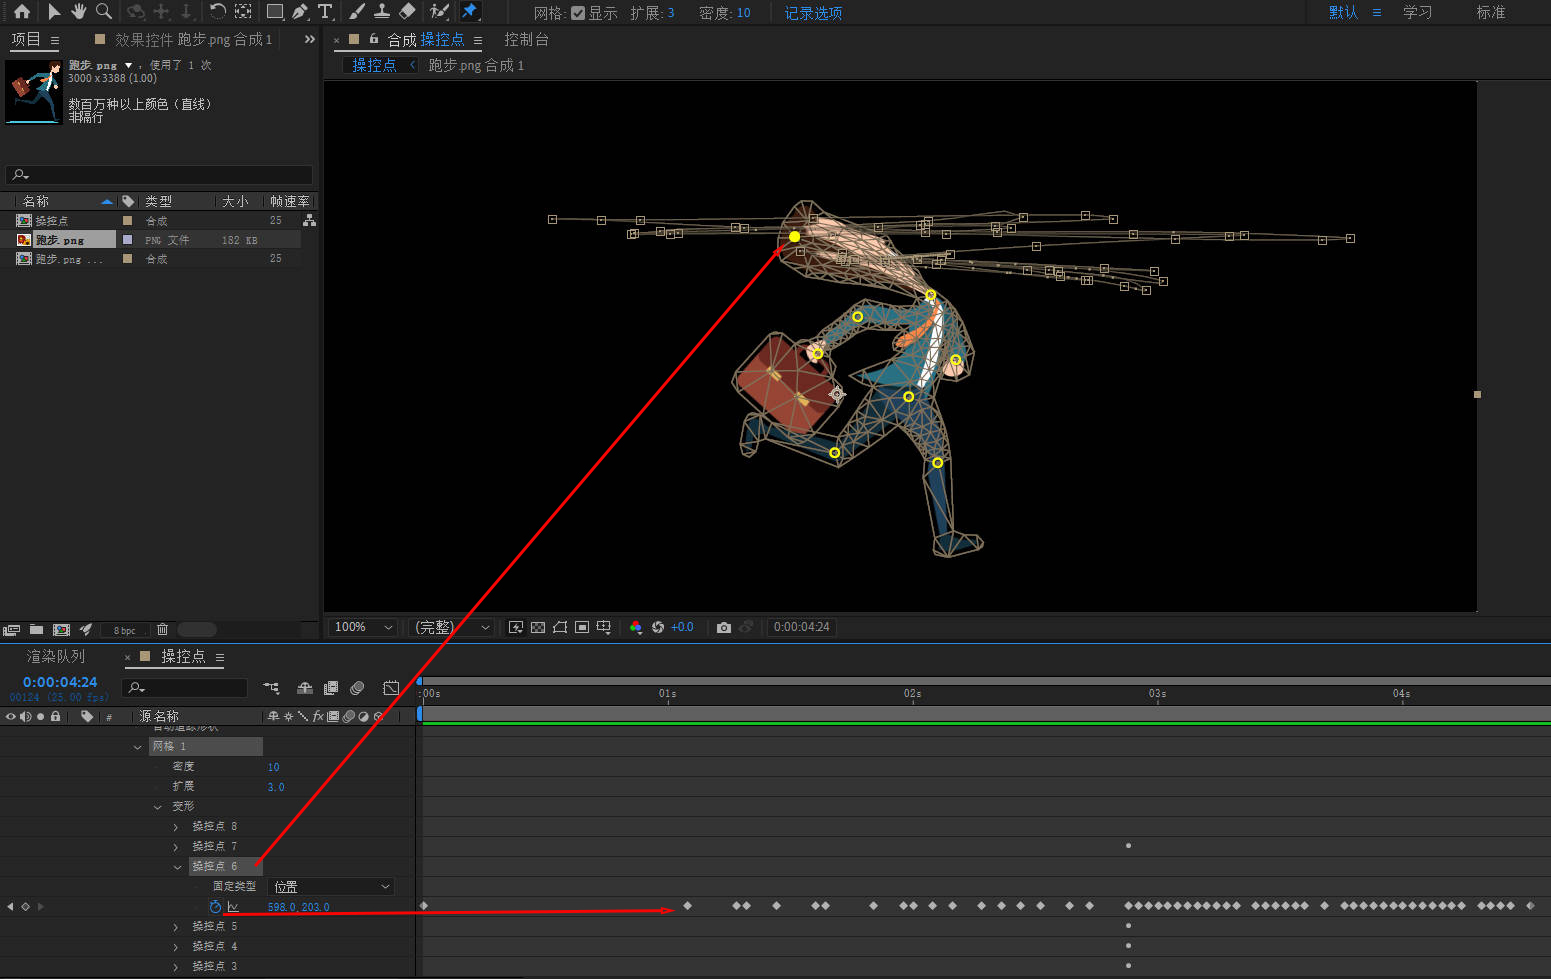 网格: 显示 扩展: 3 密度: 10 记录选项 默认 学习 标准
项目 效果控件 跑步.png 合成 1
合成 操控点 控制台
操控点 跑步.png 合成 1
跑步.png ，使用了 1 次
3000 x 3388 (1.00)
数百万种以上颜色（直线）
非隔行
名称 类型 大小 帧速率
操控点 合成 25
跑步.png PNG 文件 182 KB
跑步.png ... 合成 25
8 bpc
100% (完整) +0.0 0:00:04:24
渲染队列 操控点
0:00:04:24
00124 (25.00 fps)
:00s 01s 02s 03s 04s
# 源名称 fx
自动追踪形状
网格 1
密度 10
扩展 3.0
变形
操控点 8
操控点 7
操控点 6
固定类型 位置
598.0,203.0
操控点 5
操控点 4
操控点 3